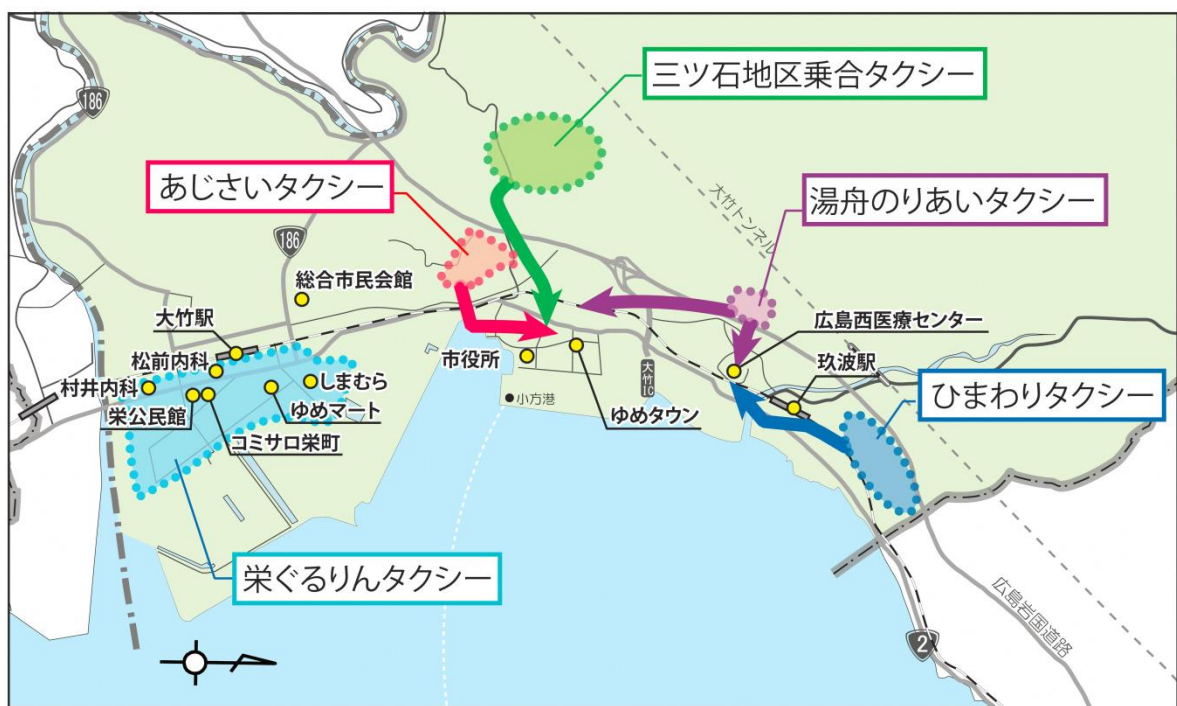 三ツ石地区乗合タクシー
186
あじさいタクシー
大竹トンネル
湯舟のりあいタクシー
186
総合市民会館
大竹駅
広島西医療センター
松前内科
市役所
大竹IC
玖波駅
村井内科
しまむら
ひまわりタクシー
栄公民館
ゆめマート
小方港
ゆめタウン
コミサロ栄町
栄ぐるりんタクシー
広島岩国道路
2